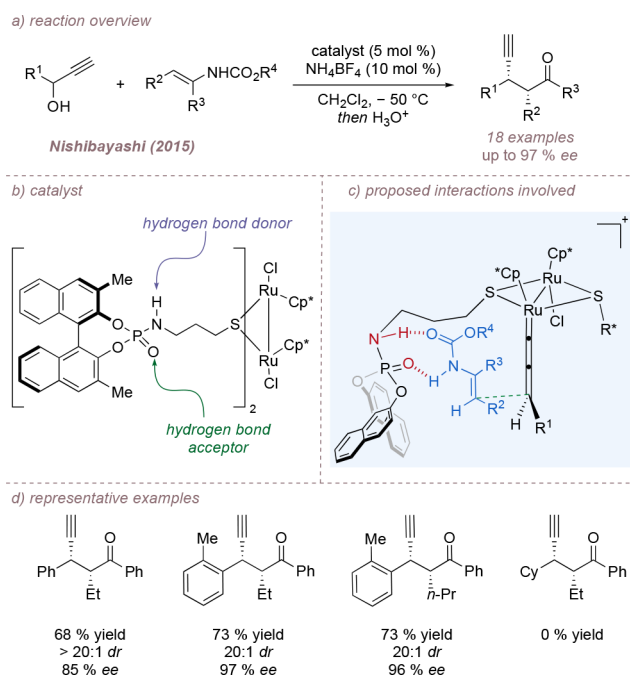 a) reaction overview
R1
OH
+
R2
NHCO2R4
R3
catalyst (5 mol %)
NH4BF4 (10 mol %)
CH2Cl2, − 50 °C
then H3O+
R1
R2
O
R3
Nishibayashi (2015)
18 examples
up to 97 % ee
b) catalyst
hydrogen bond donor
Me
O
O
P
O
H
N
S
Cl
Ru
Cp*
Cp*
Ru
Cl
Me
2
hydrogen bond
acceptor
c) proposed interactions involved
+
Cp*
*Cp
Ru
S
Ru
S
Cl
R*
N
H
O
OR4
P
O
H
N
R3
O
O
H
R2
H
R1
d) representative examples
Ph
O
Ph
Et
68 % yield
> 20:1 dr
85 % ee
Me
O
Ph
Et
73 % yield
20:1 dr
97 % ee
Me
O
Ph
n-Pr
73 % yield
20:1 dr
96 % ee
Cy
O
Ph
Et
0 % yield